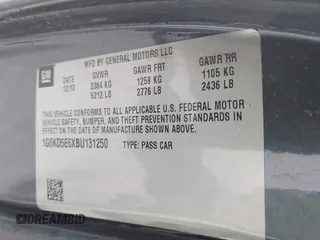 GM
MFD BY GENERAL MOTORS LLC
DATE GVWR GAWR FRT GAWR RR
12/10 2364 KG 1259 KG 1105 KG
5212 LB 2776 LB 2436 LB
THIS VEHICLE CONFORMS TO ALL APPLICABLE U.S. FEDERAL MOTOR
VEHICLE SAFETY, BUMPER, AND THEFT PREVENTION STANDARDS IN
EFFECT ON THE DATE OF MANUFACTURE SHOWN ABOVE.
1G6KD5E6XBU131250 TYPE: PASS CAR
DREAMBID